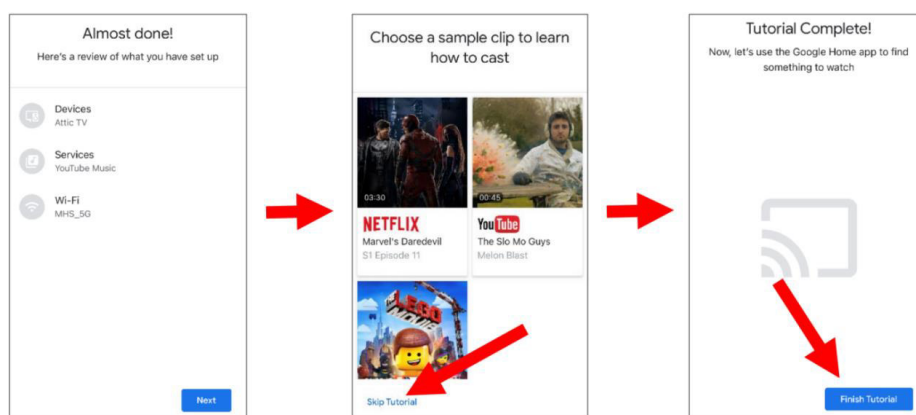 Almost done!
Here's a review of what you have set up
Devices
Attic TV
Services
YouTube Music
Wi-Fi
MHS_5G
Next
Choose a sample clip to learn
how to cast
03:30
00:45
NETFLIX
Marvel's Daredevil
S1 Episode 11
YouTube
The Slo Mo Guys
Melon Blast
THE LEGO
MOVIE
Skip Tutorial
Tutorial Complete!
Now, let's use the Google Home app to find
something to watch
Finish Tutorial